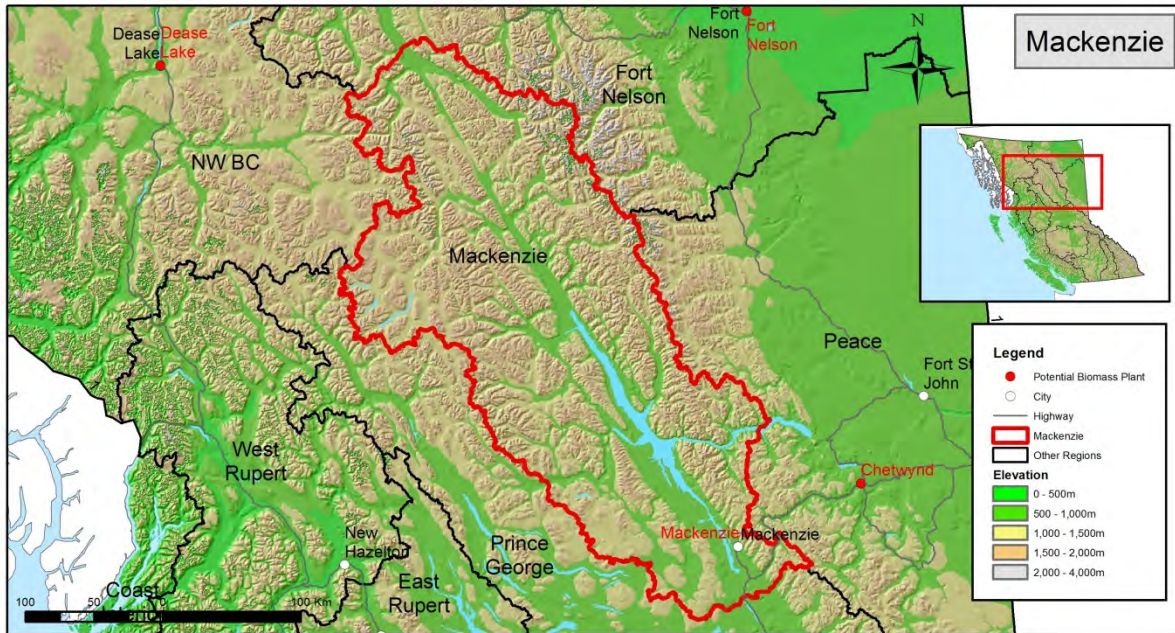 Mackenzie
N
Dease
Lake
Dease
Lake
Fort
Nelson
Fort
Nelson
Fort
Nelson
NW BC
Mackenzie
Peace
Fort St
John
West
Rupert
Chetwynd
Mackenzie
Mackenzie
New
Hazelton
Prince
George
East
Rupert
Coast
100 50 100 Km
Legend
Potential Biomass Plant
City
Highway
Mackenzie
Other Regions
Elevation
0 - 500m
500 - 1,000m
1,000 - 1,500m
1,500 - 2,000m
2,000 - 4,000m